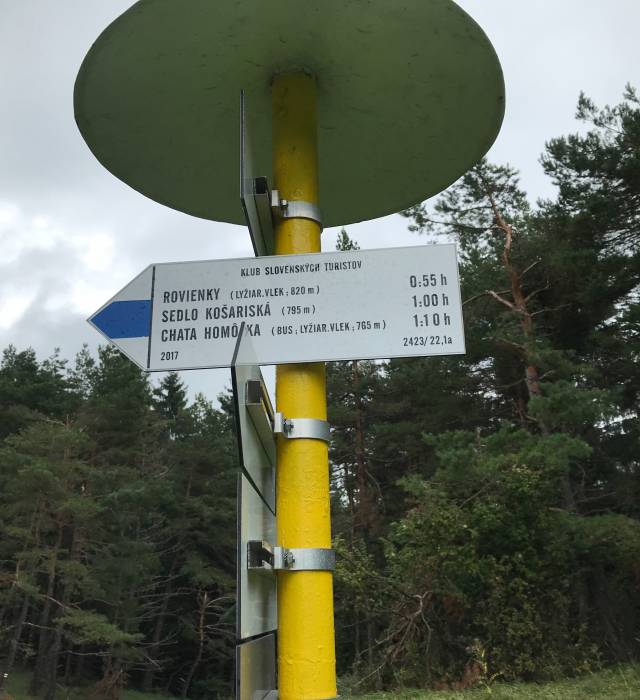 KLUB SLOVENSKÝCH TURISTOV
ROVIENKY (LYŽIAR.VLEK ; 820 m) 0:55 h
SEDLO KOŠARISKÁ (795 m) 1:00 h
CHATA HOMÔLKA (BUS ; LYŽIAR.VLEK ; 765 m) 1:10 h
2017 2423/22,1a